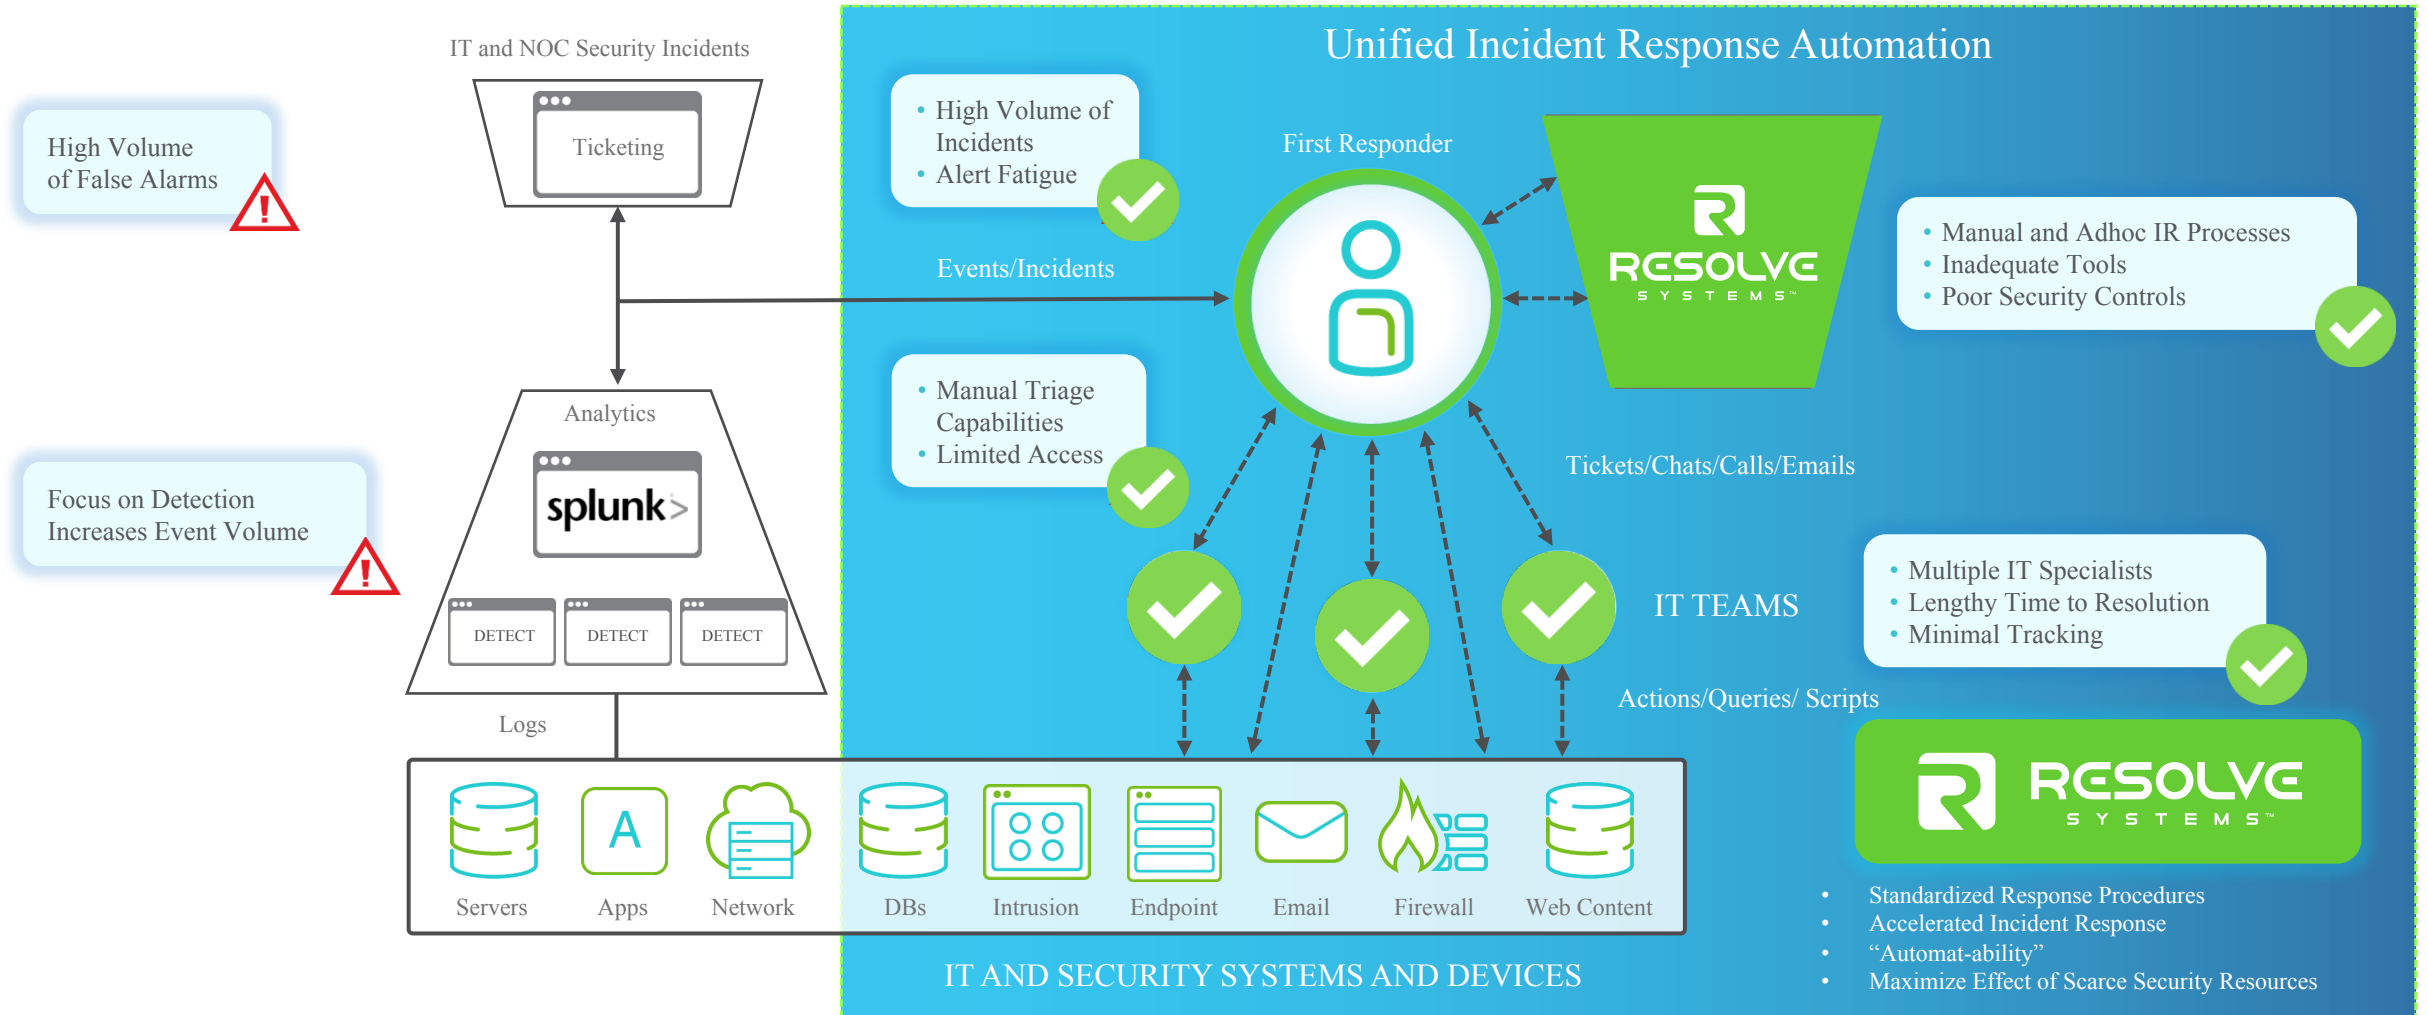 IT and NOC Security Incidents
Ticketing
High Volume
of False Alarms
!
Analytics
splunk>
Focus on Detection
Increases Event Volume
!
DETECT
DETECT
DETECT
Logs
Unified Incident Response Automation
• High Volume of
Incidents
• Alert Fatigue
First Responder
RESOLVE
SYSTEMS™
• Manual and Adhoc IR Processes
• Inadequate Tools
• Poor Security Controls
Events/Incidents
• Manual Triage
Capabilities
• Limited Access
Tickets/Chats/Calls/Emails
IT TEAMS
• Multiple IT Specialists
• Lengthy Time to Resolution
• Minimal Tracking
Actions/Queries/ Scripts
RESOLVE
SYSTEMS™
A
Servers
Apps
Network
DBs
Intrusion
Endpoint
Email
Firewall
Web Content
IT AND SECURITY SYSTEMS AND DEVICES
• Standardized Response Procedures
• Accelerated Incident Response
• “Automat-ability”
• Maximize Effect of Scarce Security Resources